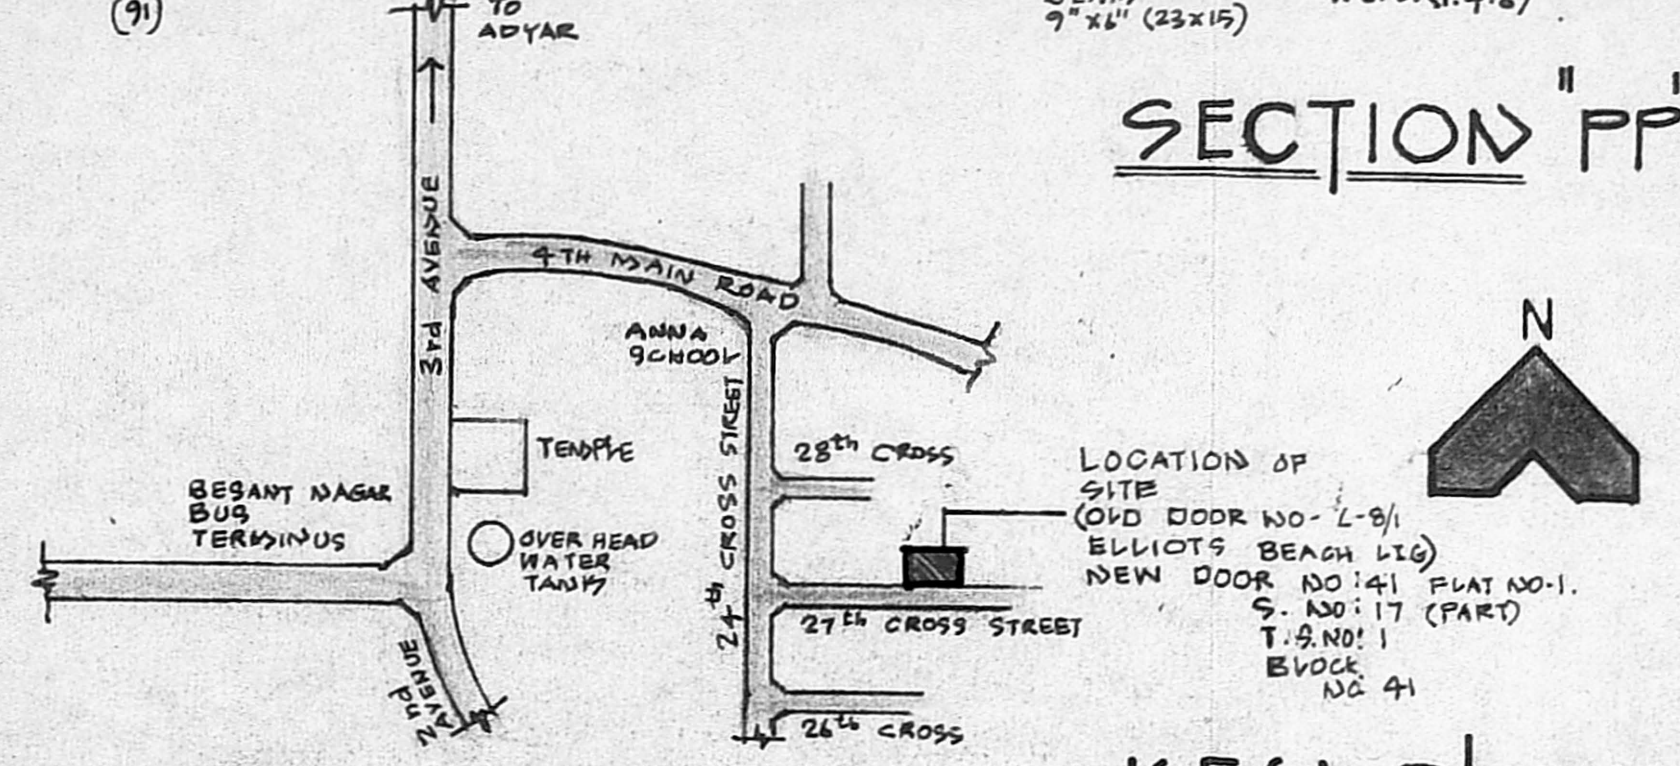 (91)
TO
ADYAR
9"x6" (23x15)
SECTION "PP"
3rd AVENUE
4TH MAIN ROAD
ANNA
SCHOOL
N
24th CROSS STREET
TEMPLE
28th CROSS
BESANT NAGAR
BUS
TERMINUS
OVER HEAD
WATER
TANK
LOCATION OF
SITE
(OLD DOOR NO- L-8/1
ELLIOTS BEACH LIG)
NEW DOOR NO:41 FLAT NO-1.
S. NO: 17 (PART)
T.S.NO: 1
BLOCK
NO 41
27th CROSS STREET
2nd
AVENUE
26th CROSS